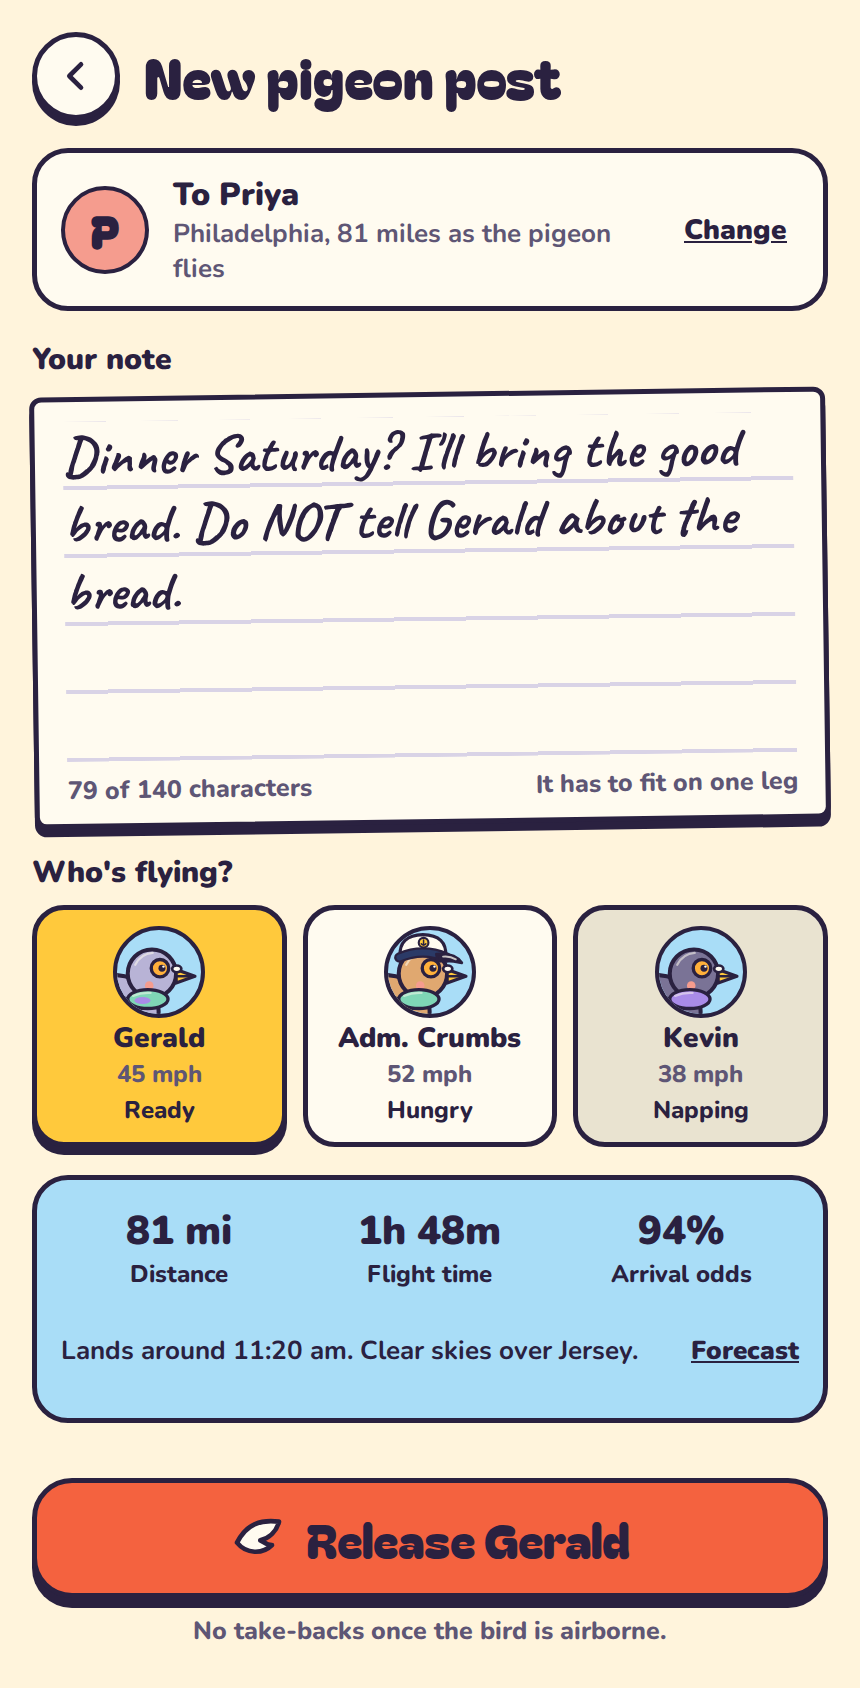 New pigeon post
P
To Priya
Philadelphia, 81 miles as the pigeon
flies
Change
Your note
Dinner Saturday? I'll bring the good
bread. Do NOT tell Gerald about the
bread.
79 of 140 characters
It has to fit on one leg
Who's flying?
Gerald
45 mph
Ready
Adm. Crumbs
52 mph
Hungry
Kevin
38 mph
Napping
81 mi
Distance
1h 48m
Flight time
94%
Arrival odds
Lands around 11:20 am. Clear skies over Jersey.
Forecast
Release Gerald
No take-backs once the bird is airborne.